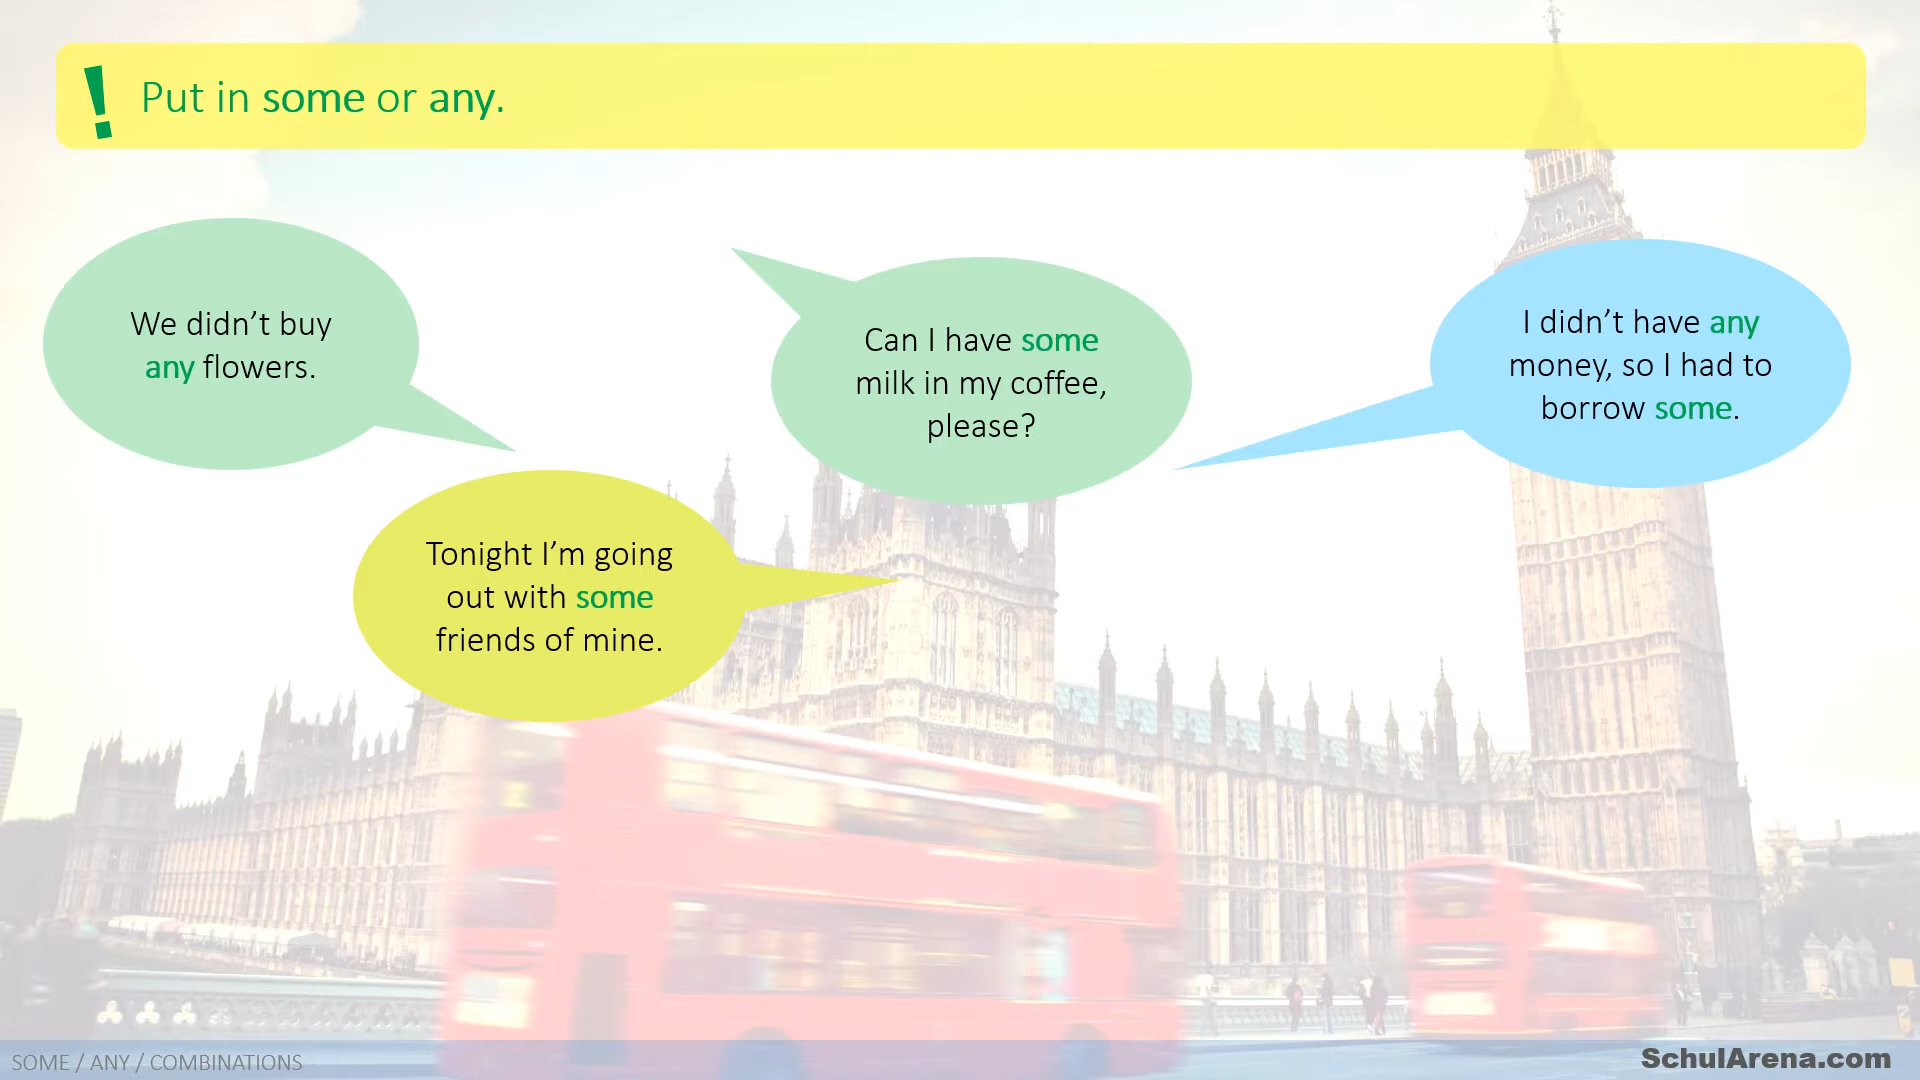 ! Put in some or any.
We didn’t buy
any flowers.
Can I have some
milk in my coffee,
please?
I didn’t have any
money, so I had to
borrow some.
Tonight I’m going
out with some
friends of mine.
SOME / ANY / COMBINATIONS
SchulArena.com